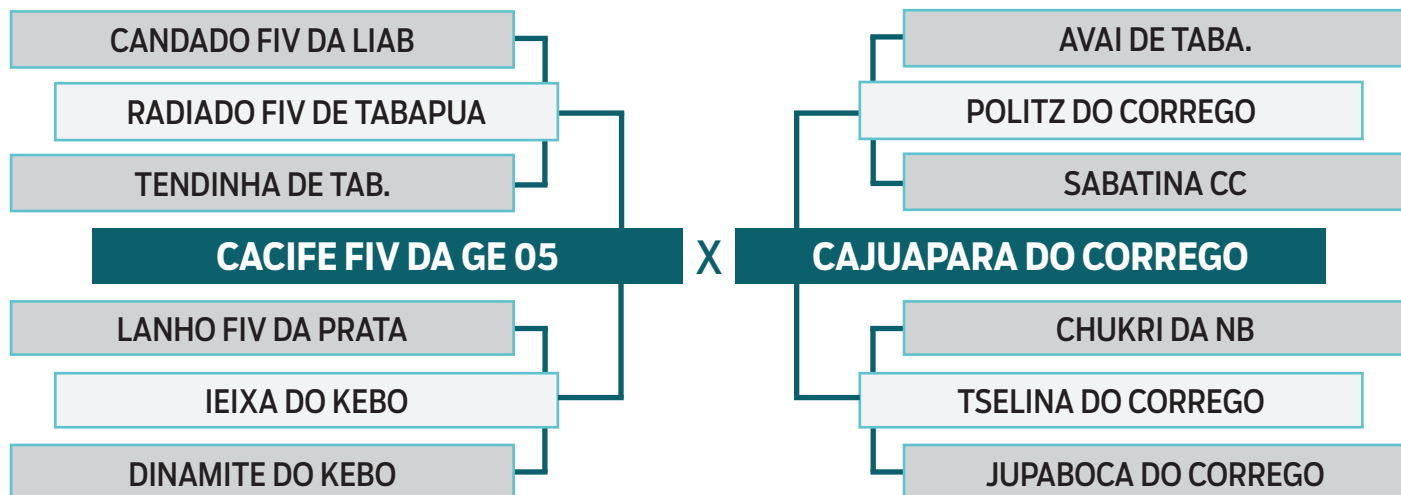 CANDADO FIV DA LIAB
RADIADO FIV DE TABAPUA
TENDINHA DE TAB.
CACIFE FIV DA GE 05
LANHO FIV DA PRATA
IEIXA DO KEBO
DINAMITE DO KEBO
X
AVAI DE TABA.
POLITZ DO CORREGO
SABATINA CC
CAJUAPARA DO CORREGO
CHUKRI DA NB
TSELINA DO CORREGO
JUPABOCA DO CORREGO